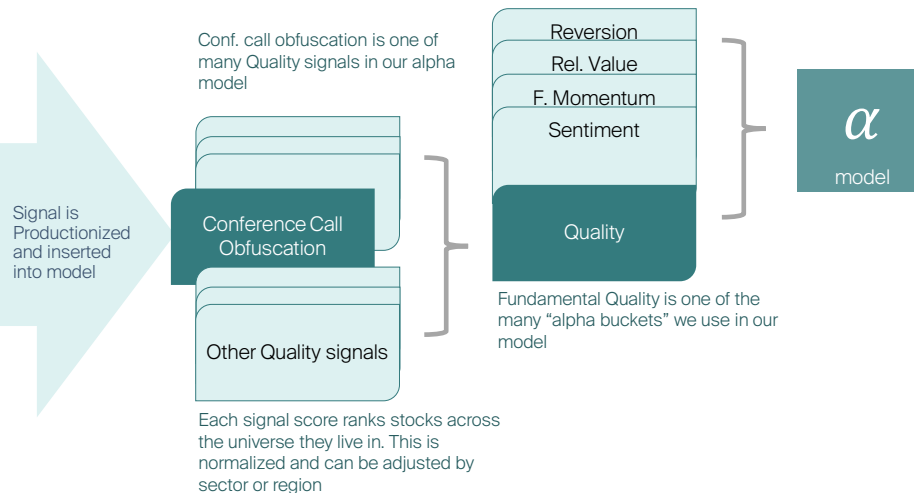 Signal is
Productionized
and inserted
into model
Conf. call obfuscation is one of
many Quality signals in our alpha
model
Conference Call
Obfuscation
Other Quality signals
Each signal score ranks stocks across
the universe they live in. This is
normalized and can be adjusted by
sector or region
Reversion
Rel. Value
F. Momentum
Sentiment
Quality
Fundamental Quality is one of the
many “alpha buckets” we use in our
model
α
model